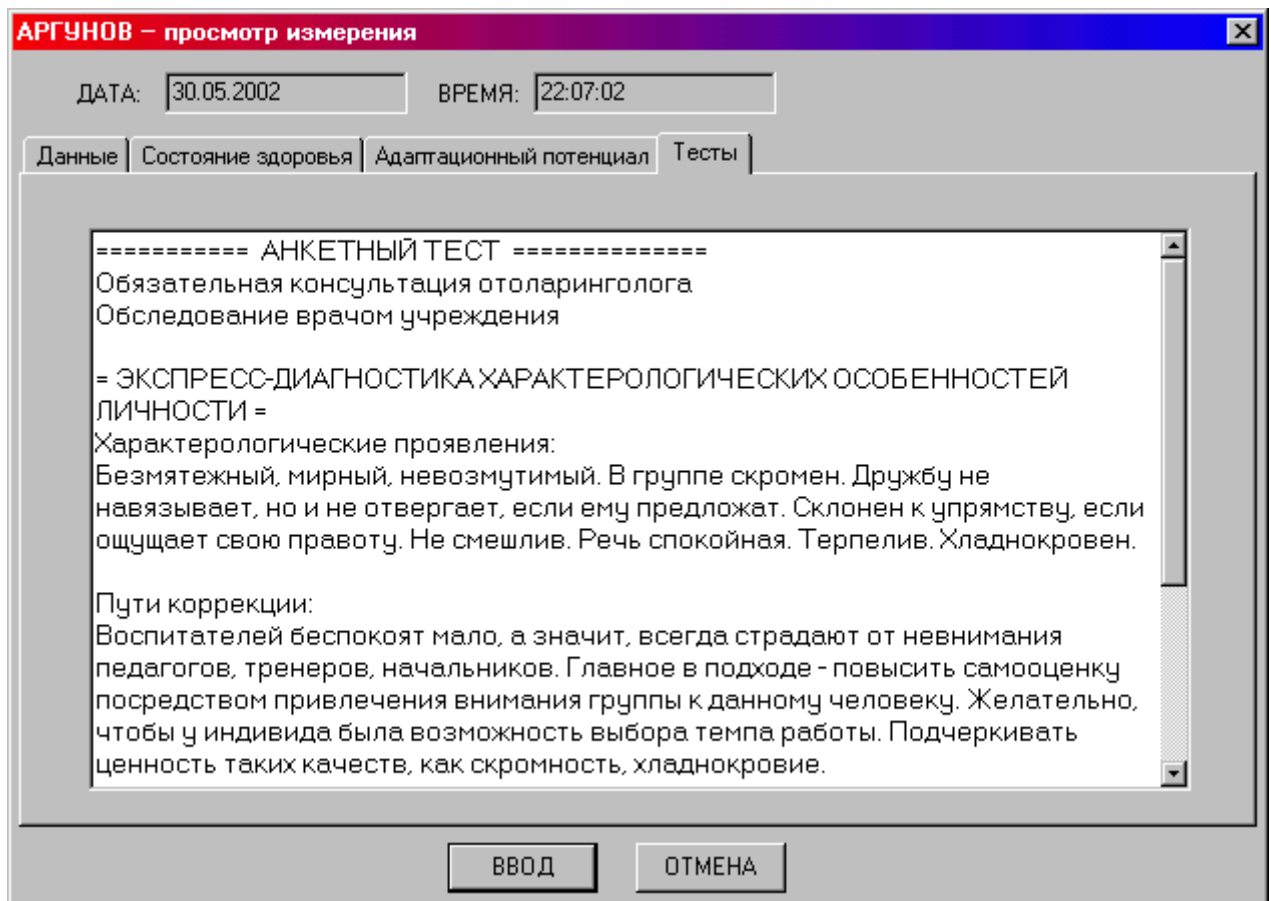 АРГУНОВ – просмотр измерения
ДАТА: 30.05.2002 ВРЕМЯ: 22:07:02
Данные Состояние здоровья Адаптационный потенциал Тесты
=========== АНКЕТНЫЙ ТЕСТ ==============
Обязательная консультация отоларинголога
Обследование врачом учреждения
= ЭКСПРЕСС-ДИАГНОСТИКА ХАРАКТЕРОЛОГИЧЕСКИХ ОСОБЕННОСТЕЙ
ЛИЧНОСТИ =
Характерологические проявления:
Безмятежный, мирный, невозмутимый. В группе скромен. Дружбу не
навязывает, но и не отвергает, если ему предложат. Склонен к упрямству, если
ощущает свою правоту. Не смешлив. Речь спокойная. Терпелив. Хладнокровен.
Пути коррекции:
Воспитателей беспокоят мало, а значит, всегда страдают от невнимания
педагогов, тренеров, начальников. Главное в подходе - повысить самооценку
посредством привлечения внимания группы к данному человеку. Желательно,
чтобы у индивида была возможность выбора темпа работы. Подчеркивать
ценность таких качеств, как скромность, хладнокровие.
ВВОД ОТМЕНА